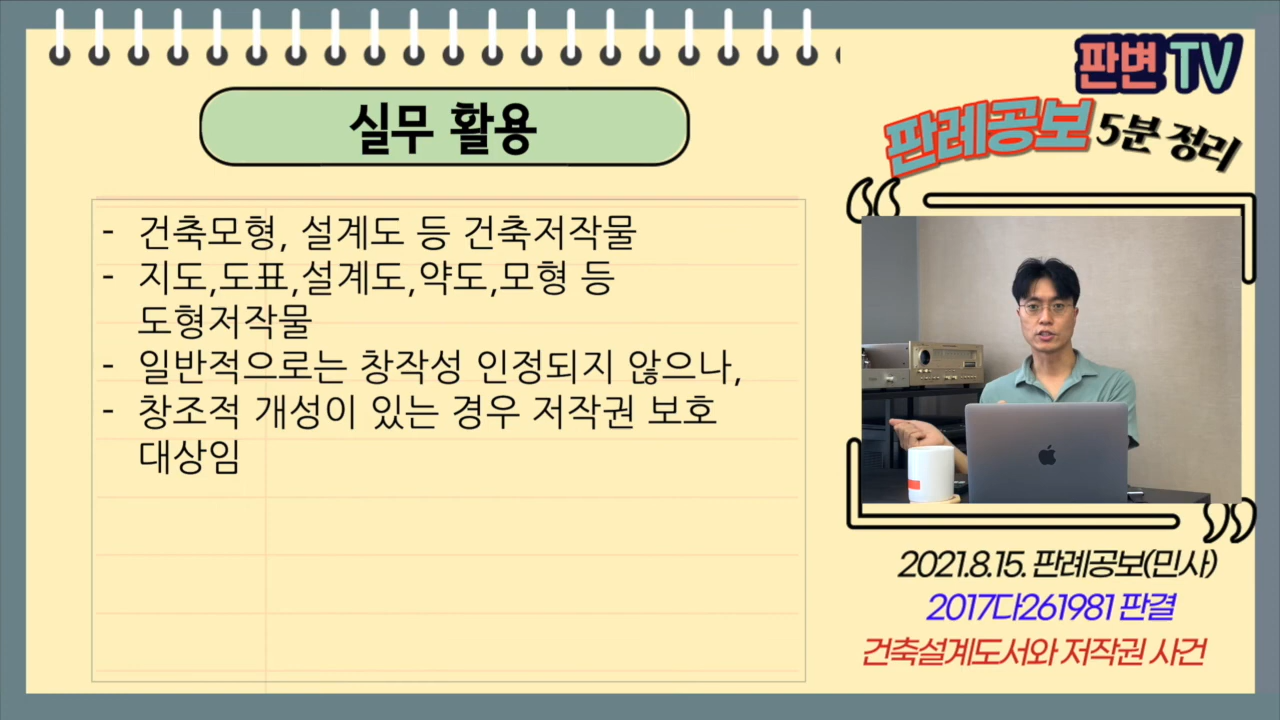 실무 활용
- 건축모형, 설계도 등 건축저작물
- 지도,도표,설계도,약도,모형 등
도형저작물
- 일반적으로는 창작성 인정되지 않으나,
- 창조적 개성이 있는 경우 저작권 보호
대상임
판변 TV
판례공보 5분 정리
2021.8.15. 판례공보(민사)
2017다261981 판결
건축설계도서와 저작권 사건